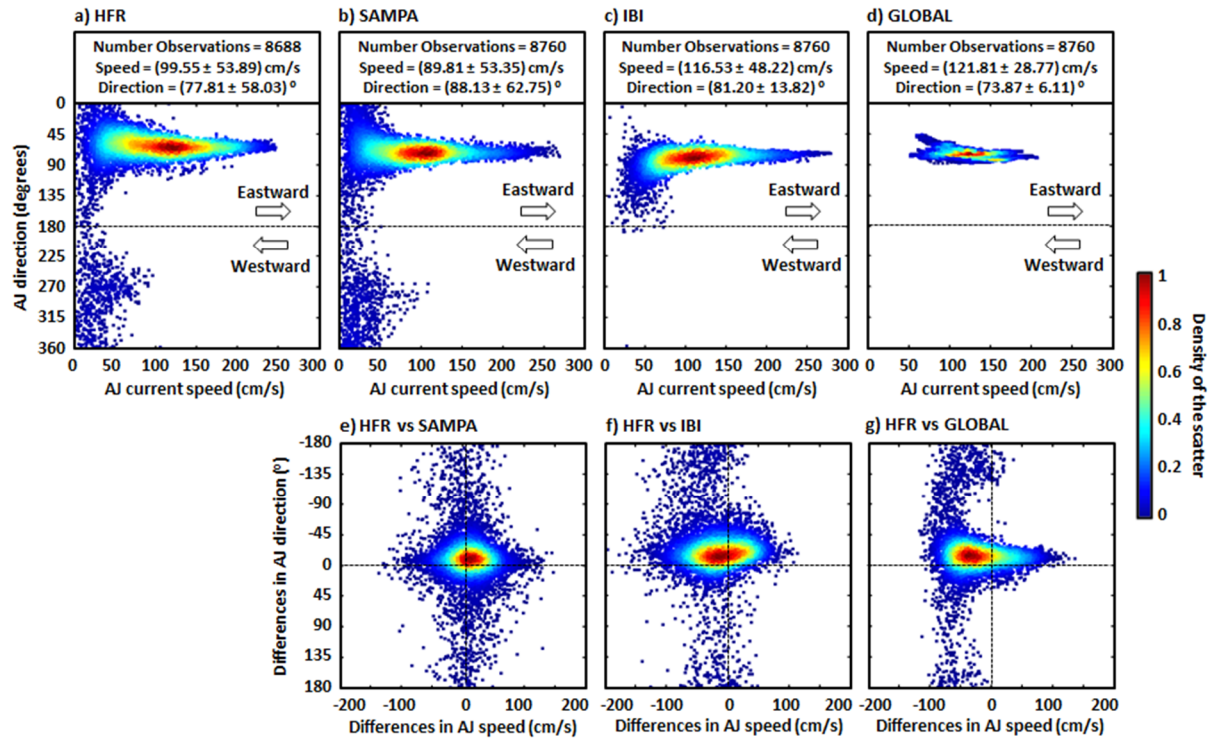 a) HFR
b) SAMPA
c) IBI
d) GLOBAL
Number Observations = 8688
Speed = (99.55 ± 53.89) cm/s
Direction = (77.81 ± 58.03) º
Number Observations = 8760
Speed = (89.81 ± 53.35) cm/s
Direction = (88.13 ± 62.75) º
Number Observations = 8760
Speed = (116.53 ± 48.22) cm/s
Direction = (81.20 ± 13.82) º
Number Observations = 8760
Speed = (121.81 ± 28.77) cm/s
Direction = (73.87 ± 6.11) º
AJ direction (degrees)
0
45
90
135
180
225
270
315
360
Eastward
Westward
Eastward
Westward
Eastward
Westward
Eastward
Westward
0 50 100 150 200 250 300
0 50 100 150 200 250 300
0 50 100 150 200 250 300
0 50 100 150 200 250 300
AJ current speed (cm/s)
AJ current speed (cm/s)
AJ current speed (cm/s)
AJ current speed (cm/s)
1
0.8
0.6
0.4
0.2
0
Density of the scatter
e) HFR vs SAMPA
f) HFR vs IBI
g) HFR vs GLOBAL
Differences in AJ direction (º)
-180
-135
-90
-45
0
45
90
135
180
-200 -100 0 100 200
-200 -100 0 100 200
-200 -100 0 100 200
Differences in AJ speed (cm/s)
Differences in AJ speed (cm/s)
Differences in AJ speed (cm/s)